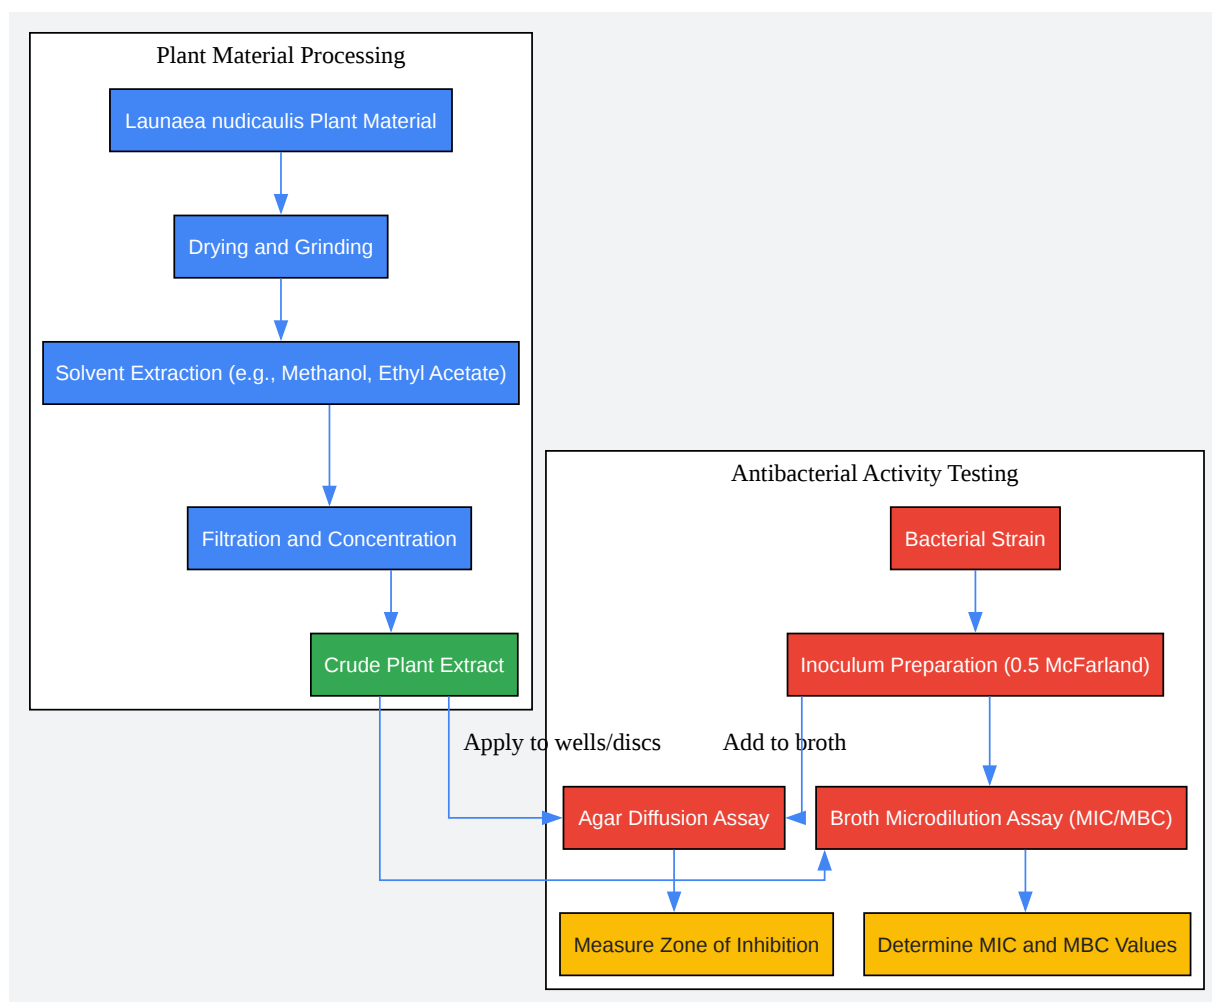 Plant Material Processing
Launaea nudicaulis Plant Material
Drying and Grinding
Solvent Extraction (e.g., Methanol, Ethyl Acetate)
Filtration and Concentration
Crude Plant Extract
Antibacterial Activity Testing
Bacterial Strain
Inoculum Preparation (0.5 McFarland)
Apply to wells/discs
Add to broth
Agar Diffusion Assay
Broth Microdilution Assay (MIC/MBC)
Measure Zone of Inhibition
Determine MIC and MBC Values